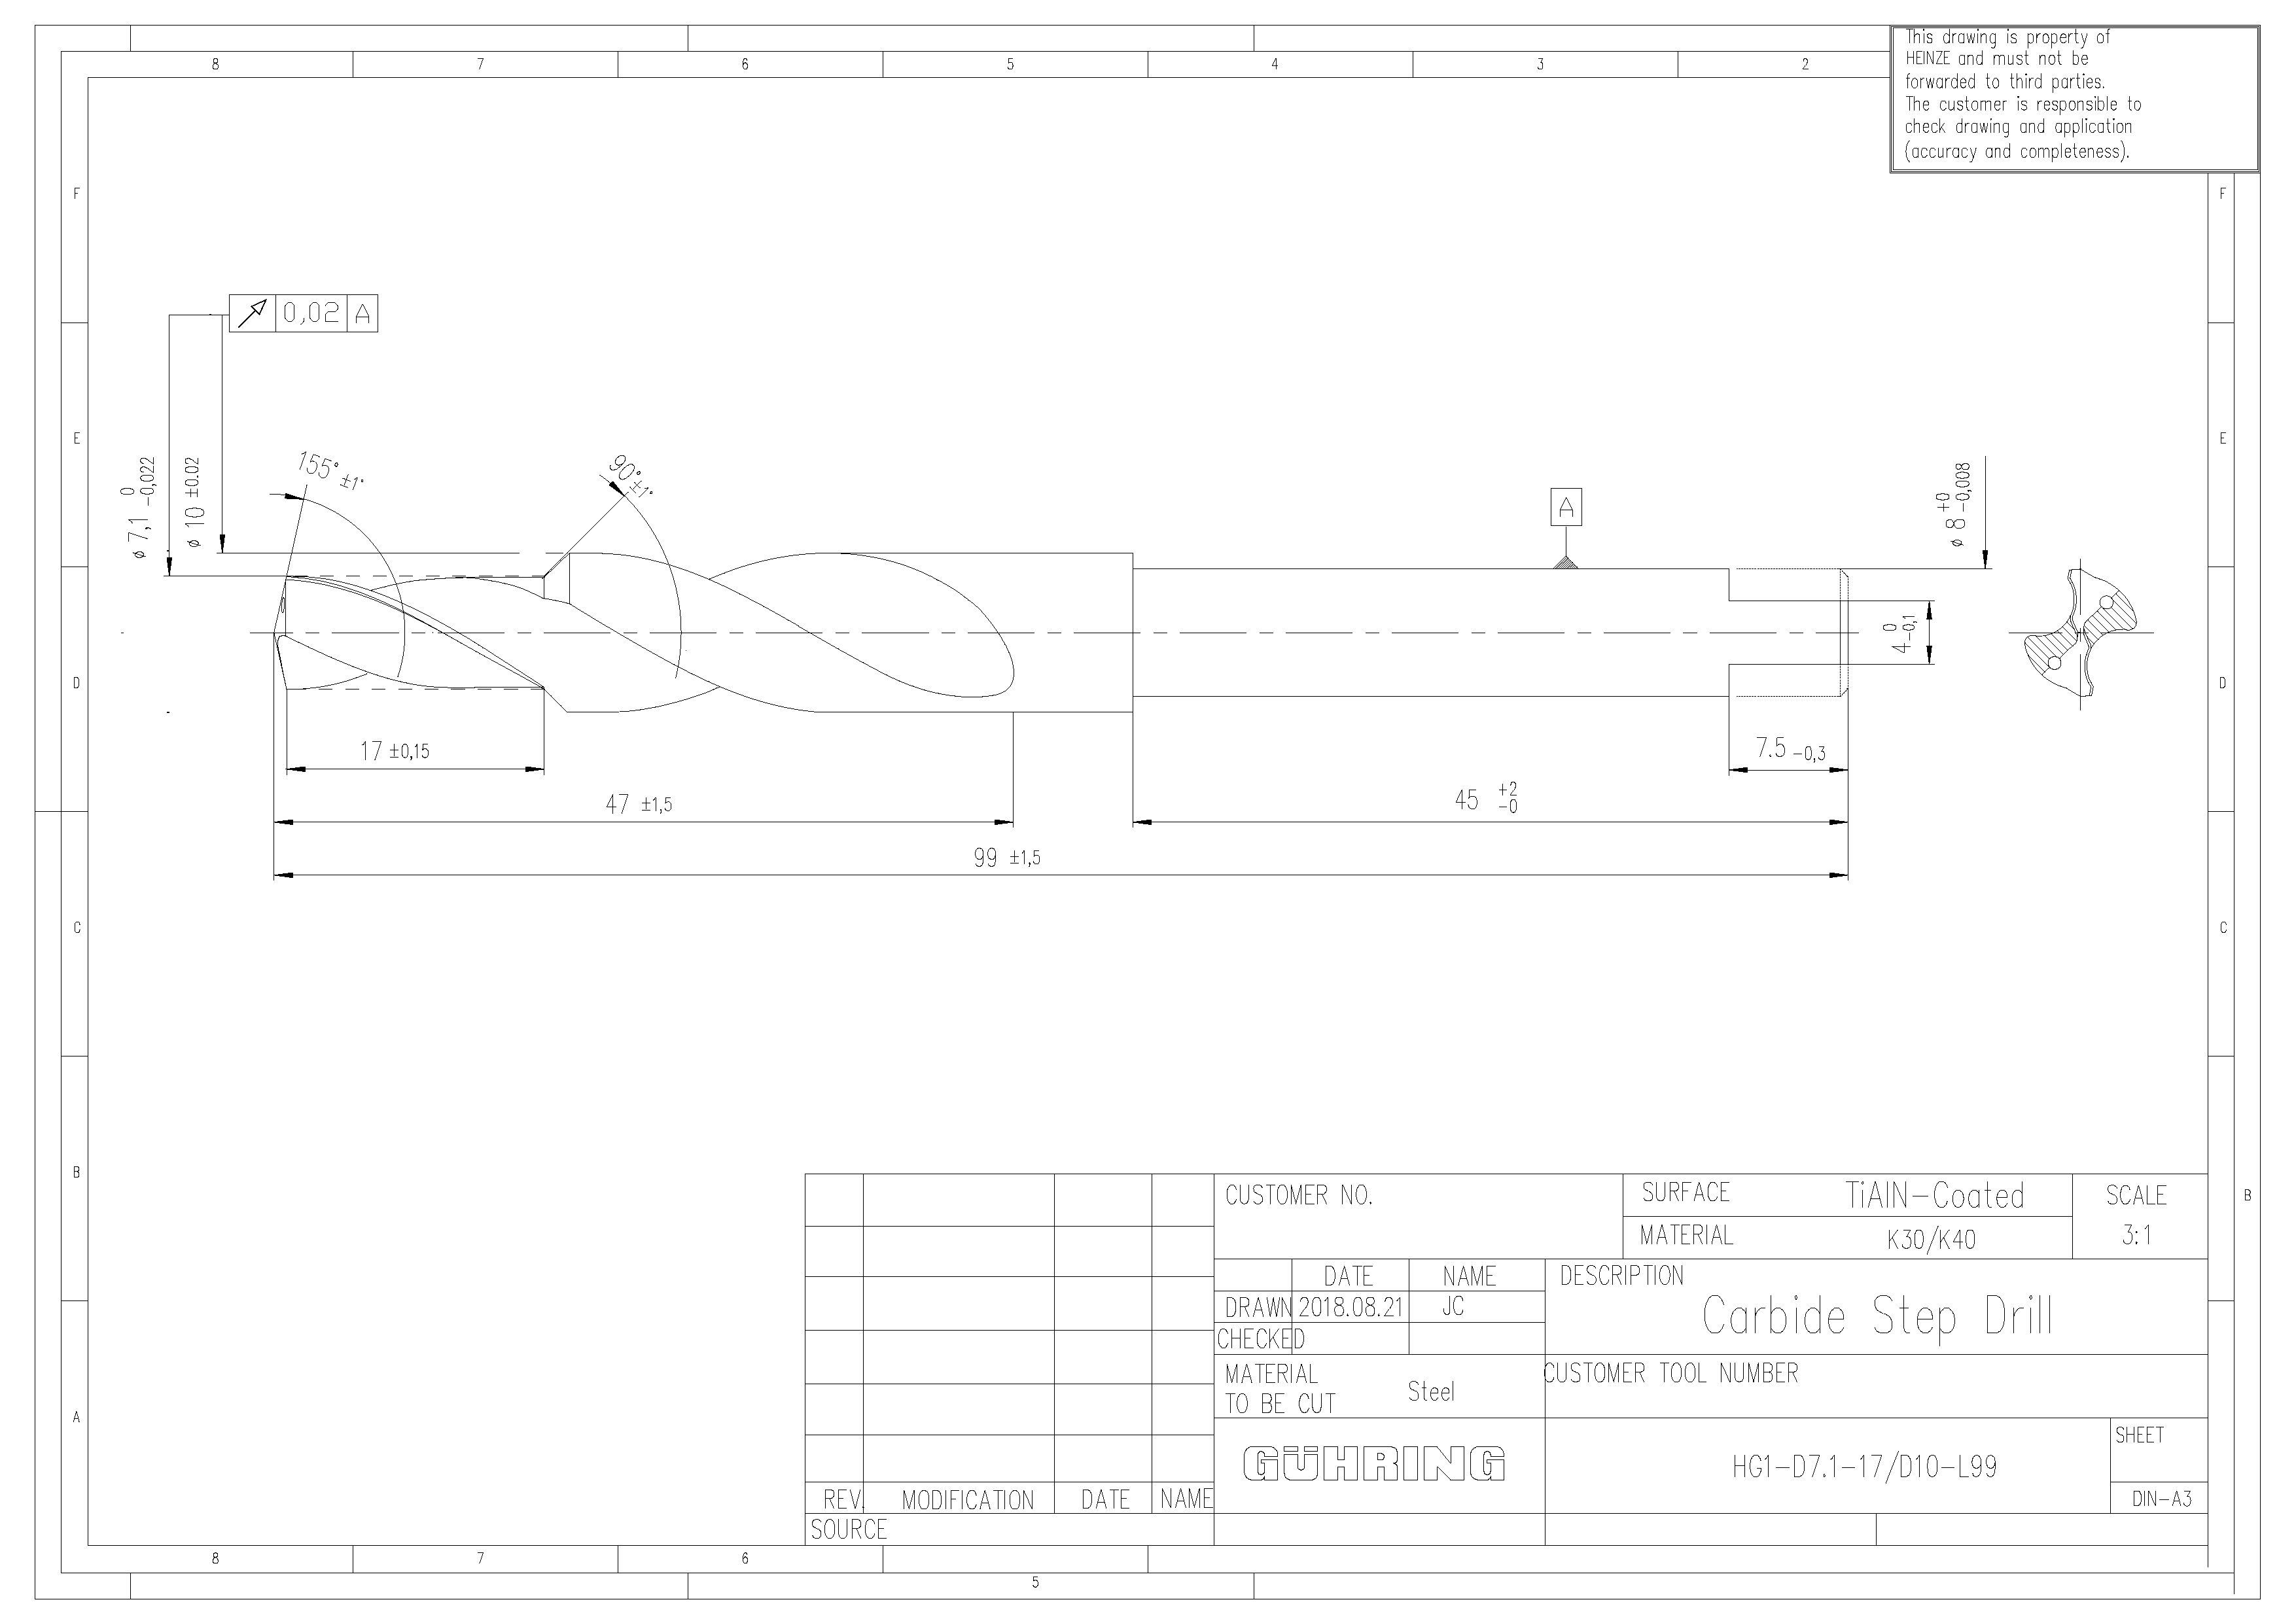 This drawing is property of
HEINZE and must not be
forwarded to third parties.
The customer is responsible to
check drawing and application
(accuracy and completeness).
8 7 6 5 4 3 2
F F
0,02 A
E E
ø 7,1 0 -0,022
ø 10 ±0.02
155° ±1°
90° ±1°
A
ø 8 +0 -0,008
4 0 -0,1
D D
17 ±0,15
7.5 -0,3
47 ±1,5
45 +2 -0
99 ±1,5
C C
B B
CUSTOMER NO.
SURFACE TiAlN-Coated
SCALE
3:1
MATERIAL K30/K40
DATE NAME
DESCRIPTION
Carbide Step Drill
DRAWN 2018.08.21 JC
CHECKED
MATERIAL
TO BE CUT
Steel
CUSTOMER TOOL NUMBER
A
GÜHRING
HG1-D7.1-17/D10-L99
SHEET
DIN-A3
REV. MODIFICATION DATE NAME
SOURCE
8 7 6
5